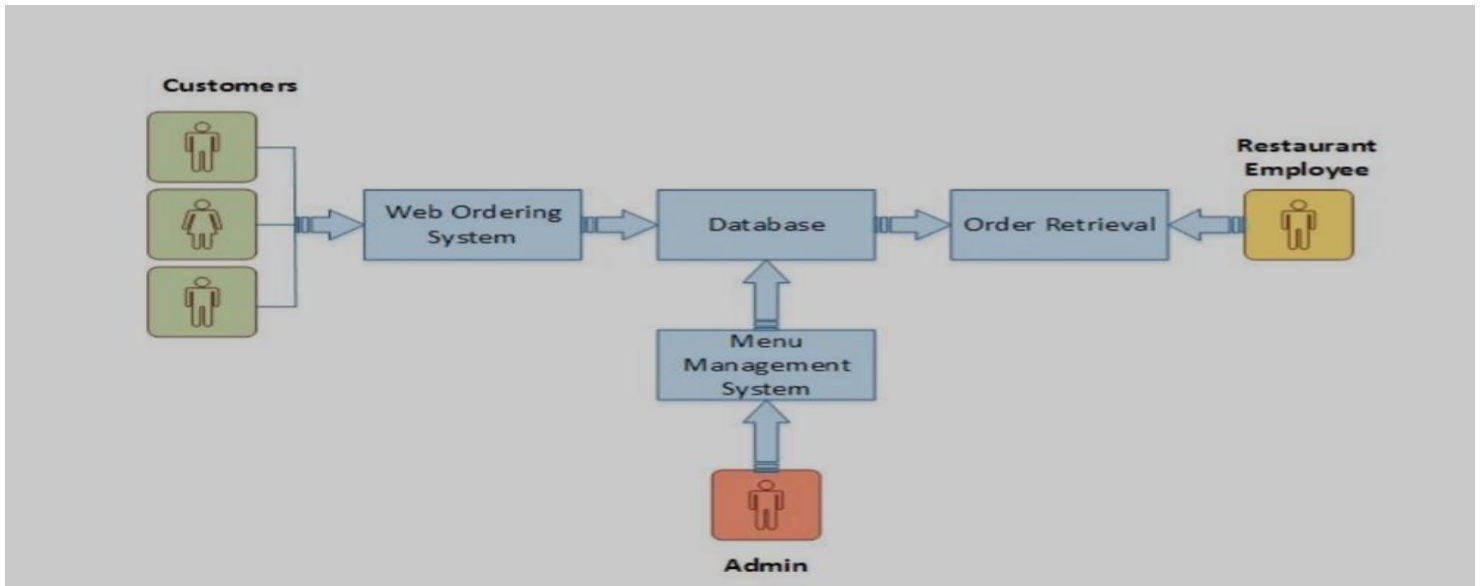 Customers
Restaurant
Employee
Web Ordering
System
Database
Order Retrieval
Menu
Management
System
Admin